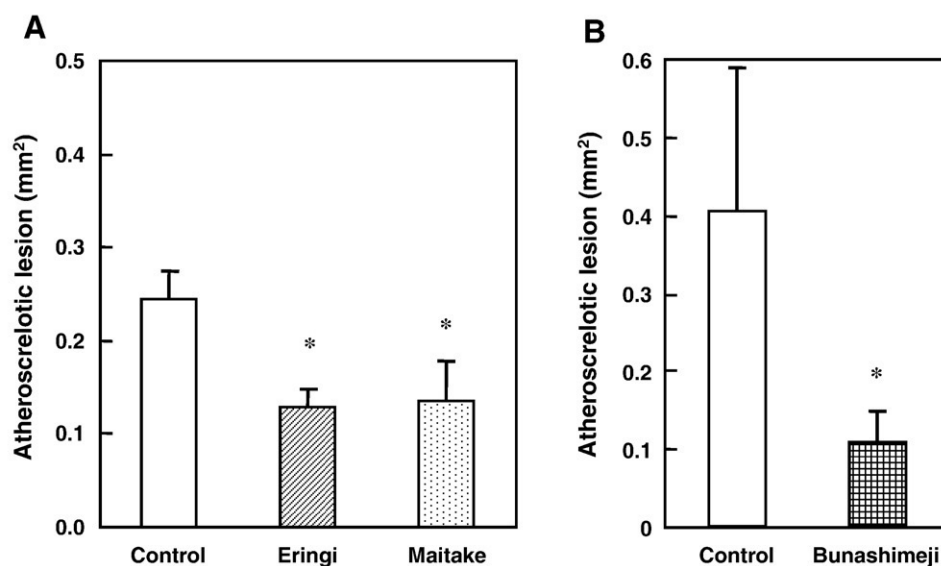 A
Atheroscrelotic lesion (mm²)
0.5
0.4
0.3
0.2
0.1
0.0
*
*
Control Eringi Maitake
B
Atheroscrelotic lesion (mm²)
0.6
0.5
0.4
0.3
0.2
0.1
0
*
Control Bunashimeji